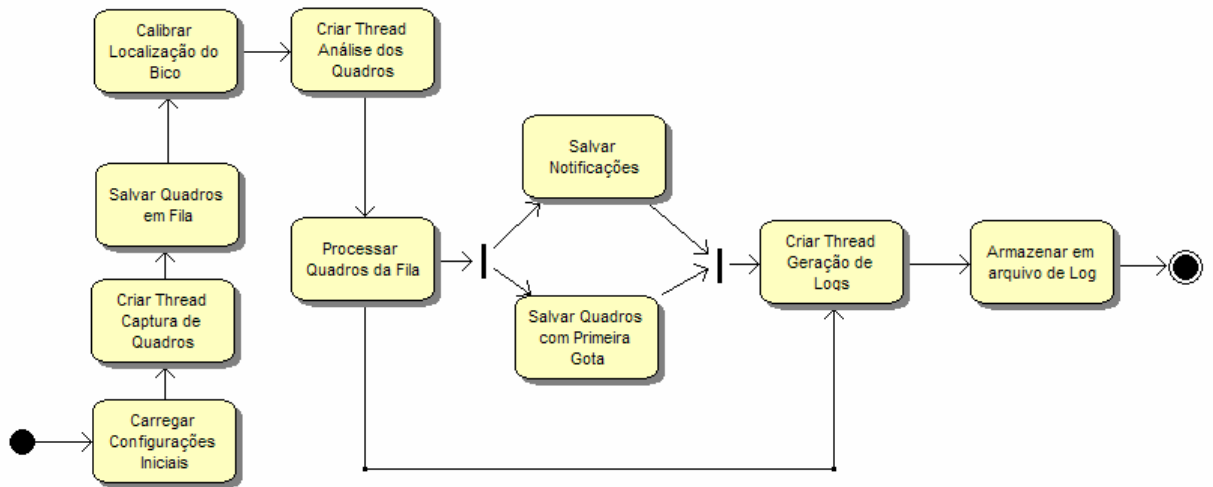 Carregar
Configurações
Iniciais
Criar Thread
Captura de
Quadros
Salvar Quadros
em Fila
Calibrar
Localização do
Bico
Criar Thread
Análise dos
Quadros
Processar
Quadros da Fila
Salvar
Notificações
Salvar Quadros
com Primeira
Gota
Criar Thread
Geração de
Logs
Armazenar em
arquivo de Log